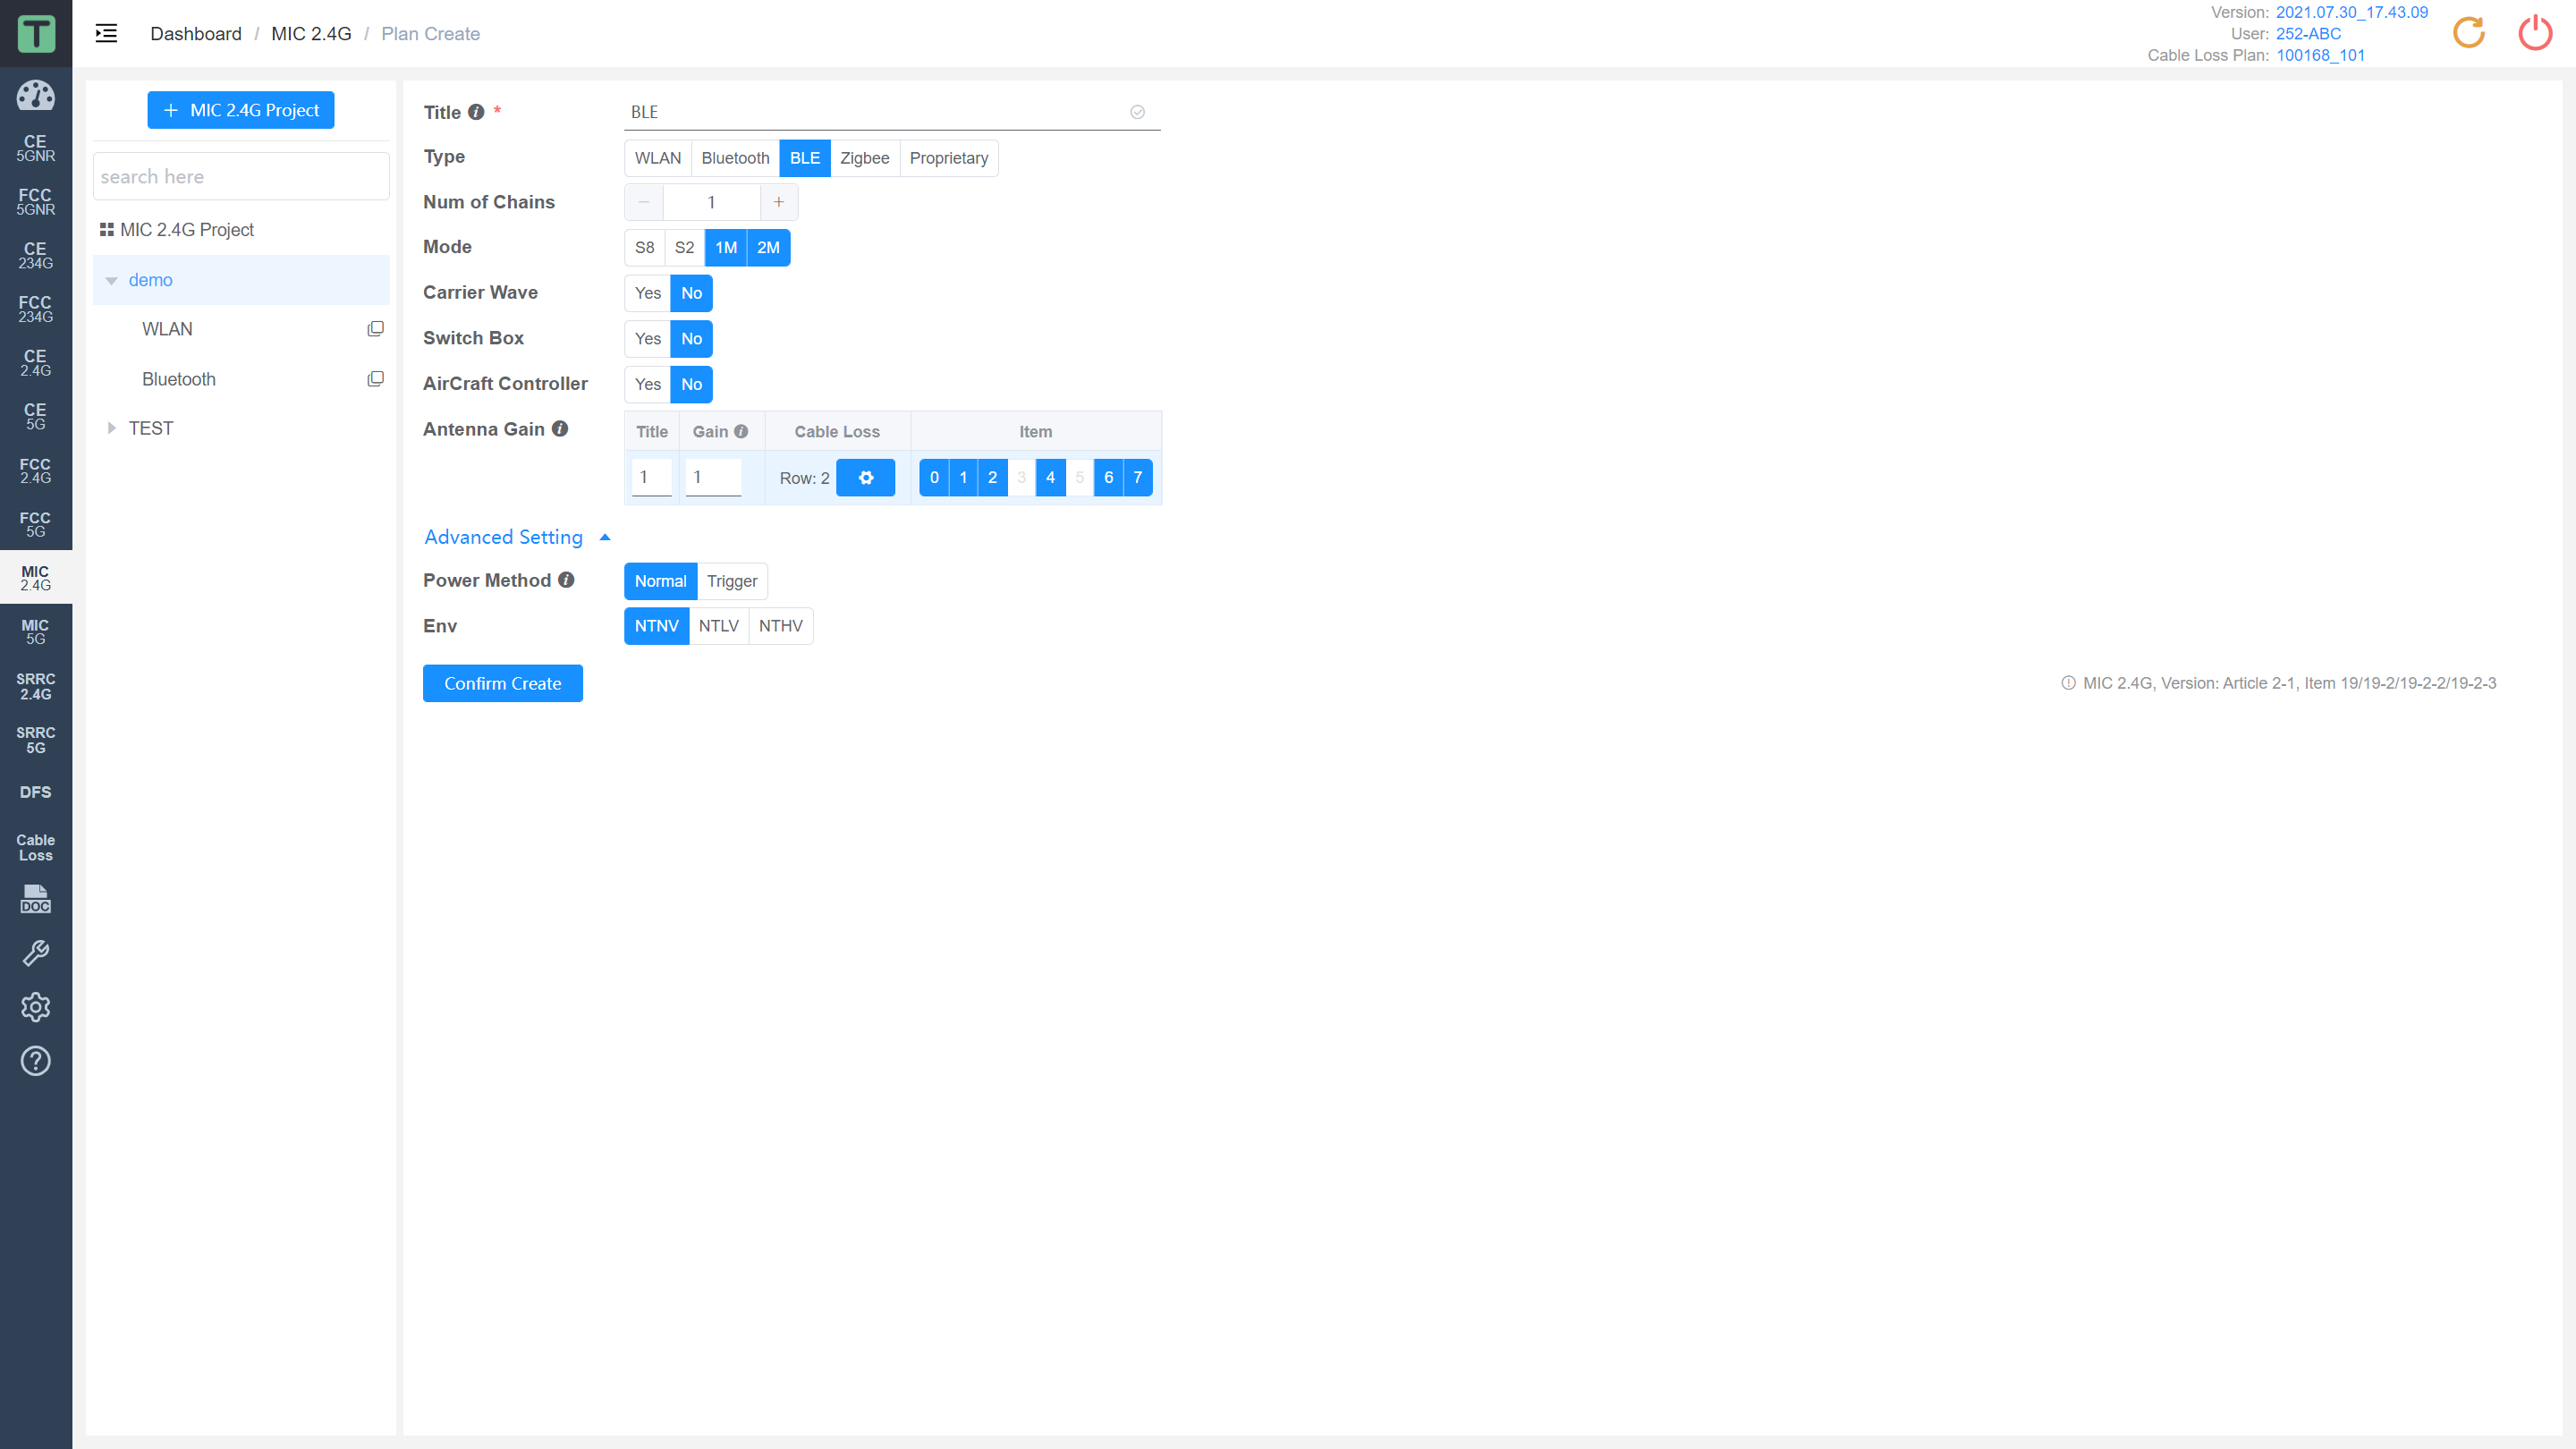 T
Dashboard / MIC 2.4G / Plan Create
Version: 2021.07.30_17.43.09
User: 252-ABC
Cable Loss Plan: 100168_101
CE
5GNR
FCC
5GNR
CE
234G
FCC
234G
CE
2.4G
CE
5G
FCC
2.4G
FCC
5G
MIC
2.4G
MIC
5G
SRRC
2.4G
SRRC
5G
DFS
Cable
Loss
DOC
+ MIC 2.4G Project
search here
MIC 2.4G Project
demo
WLAN
Bluetooth
TEST
Title * BLE
Type WLAN Bluetooth BLE Zigbee Proprietary
Num of Chains − 1 +
Mode S8 S2 1M 2M
Carrier Wave Yes No
Switch Box Yes No
AirCraft Controller Yes No
Antenna Gain Title Gain Cable Loss Item
1 1 Row: 2 0 1 2 3 4 5 6 7
Advanced Setting
Power Method Normal Trigger
Env NTNV NTLV NTHV
Confirm Create
MIC 2.4G, Version: Article 2-1, Item 19/19-2/19-2-2/19-2-3